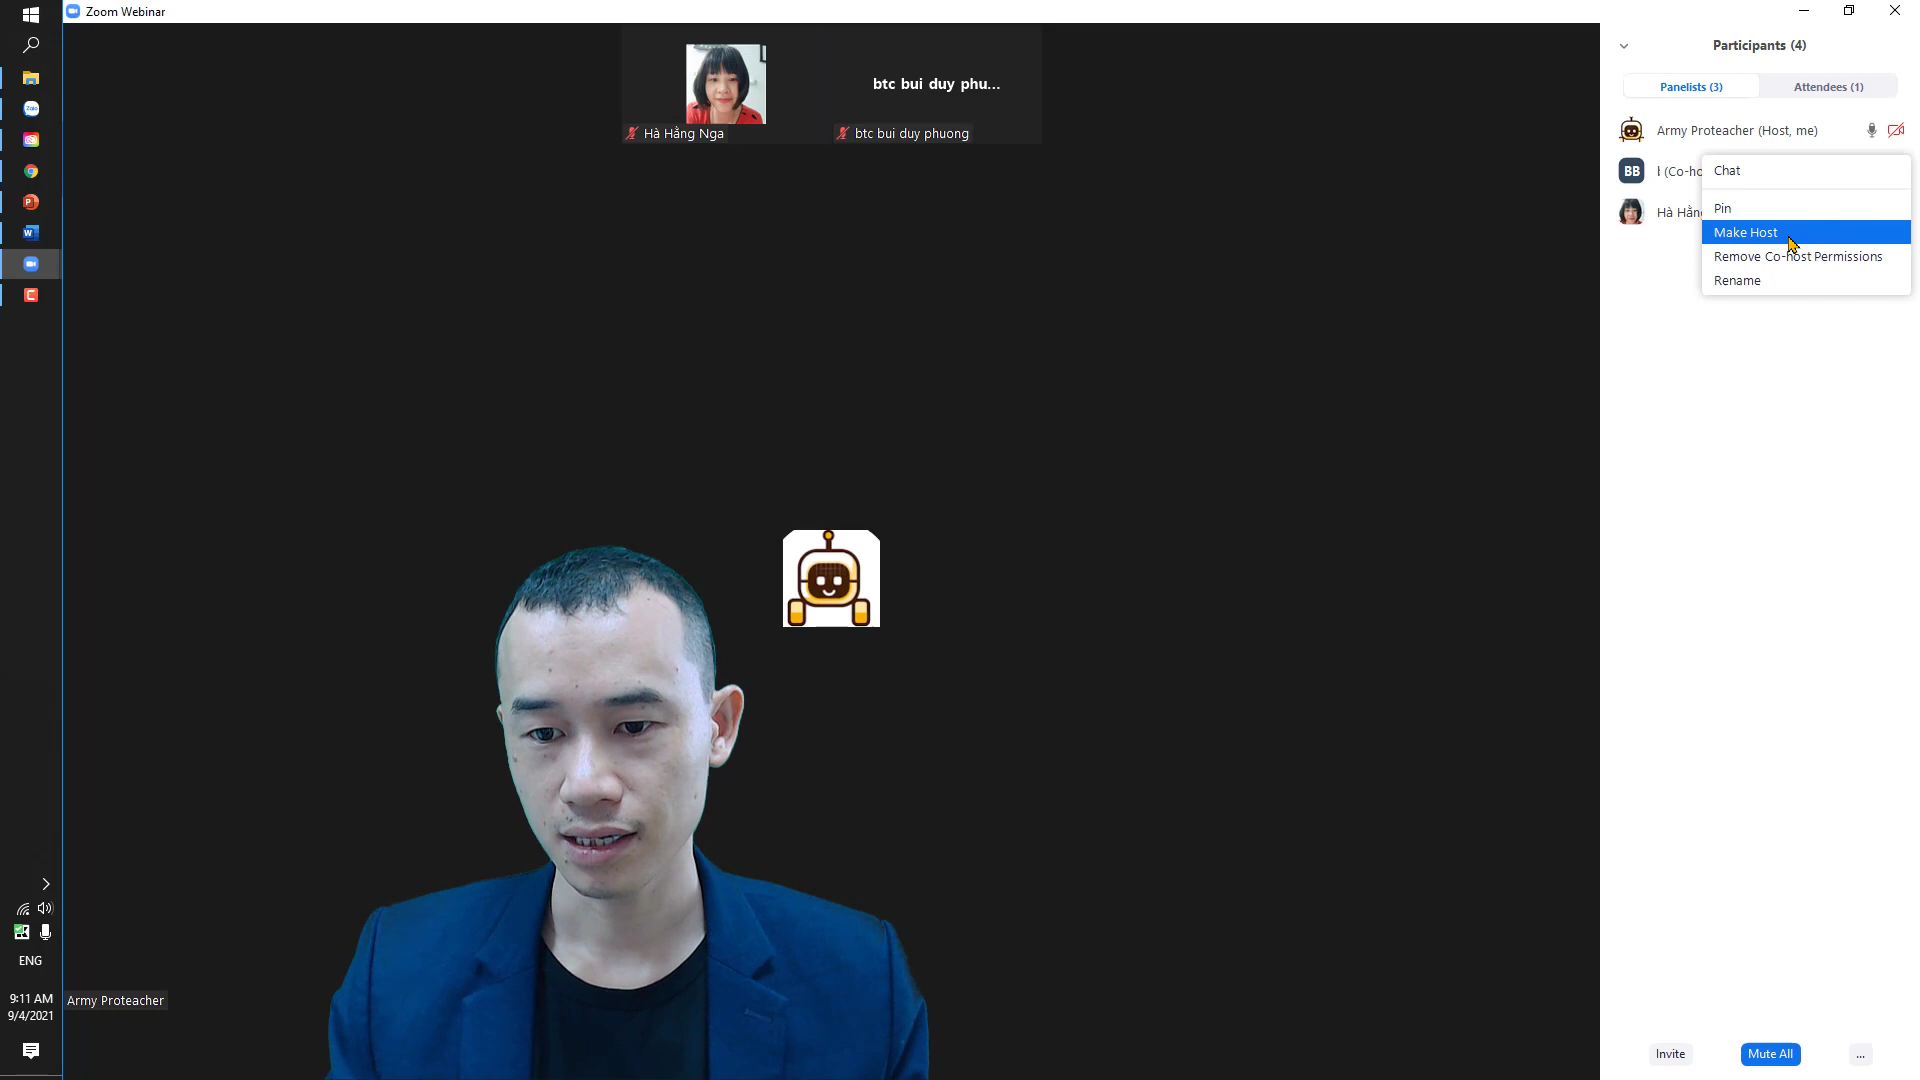 Zoom Webinar
btc bui duy phu...
Hà Hằng Nga
btc bui duy phuong
Participants (4)
Panelists (3)
Attendees (1)
Army Proteacher (Host, me)
BB
(Co-ho
Hà Hằn
Chat
Pin
Make Host
Remove Co-host Permissions
Rename
Zalo
ENG
9:11 AM
9/4/2021
Army Proteacher
Invite
Mute All
...